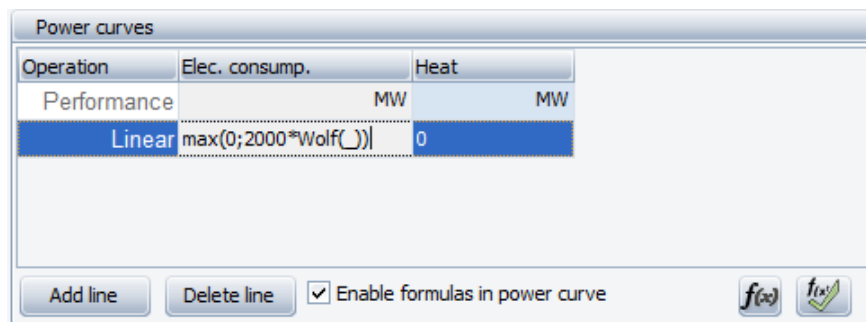 Power curves
Operation Elec. consump. Heat
Performance MW MW
Linear max(0;2000*Wolf(_)) 0
Add line Delete line Enable formulas in power curve f(x) f(x)